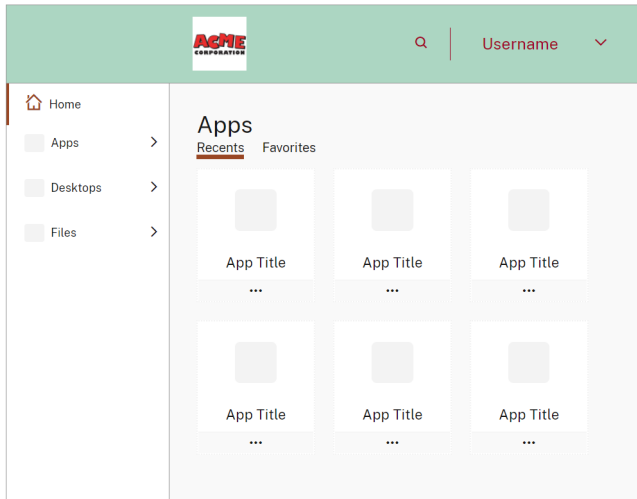 ACME
CORPORATION
Username
Home
Apps
Desktops
Files
Apps
Recents Favorites
App Title App Title App Title
... ... ...
App Title App Title App Title
... ... ...